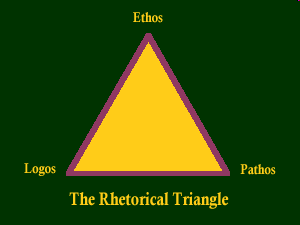 Ethos
Logos
Pathos
The Rhetorical Triangle